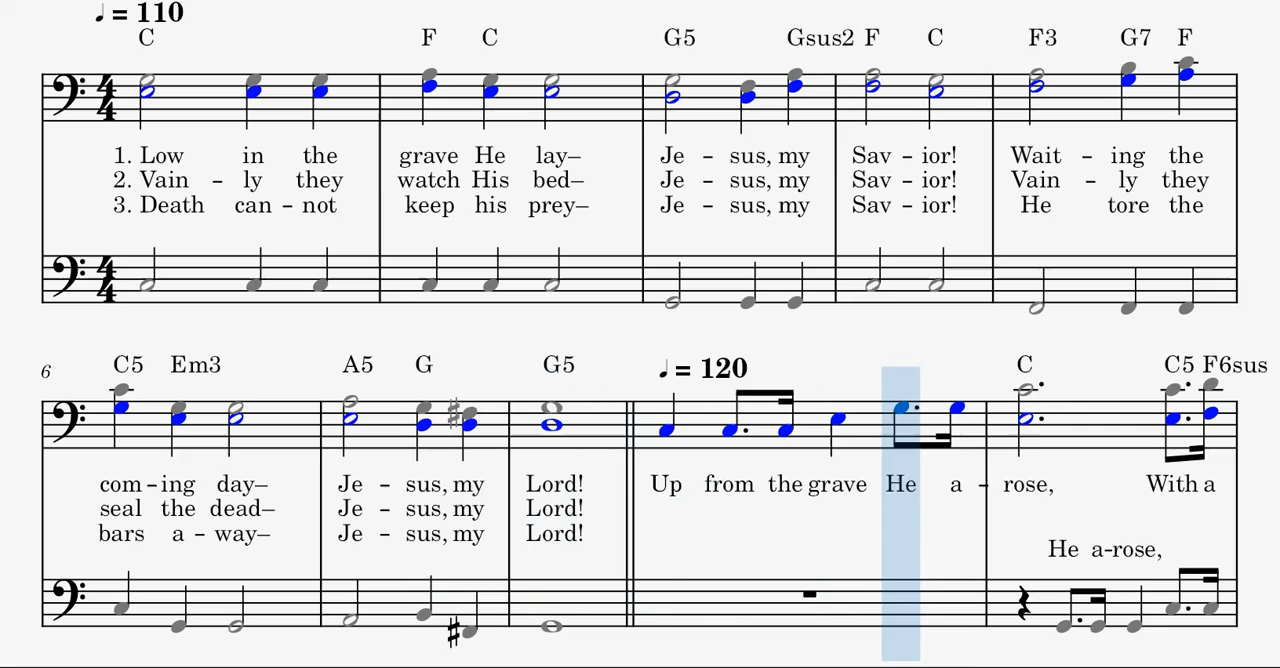 ♩ = 110
C F C G5 Gsus2 F C F3 G7 F
4 4
1. Low in the grave He lay– Je - sus, my Sav - ior! Wait - ing the
2. Vain - ly they watch His bed– Je - sus, my Sav - ior! Vain - ly they
3. Death can - not keep his prey– Je - sus, my Sav - ior! He tore the
4 4
6 C5 Em3 A5 G G5 ♩ = 120 C C5 F6sus
com - ing day– Je - sus, my Lord! Up from the grave He a - rose, With a
seal the dead– Je - sus, my Lord!
bars a - way– Je - sus, my Lord!
He a-rose,